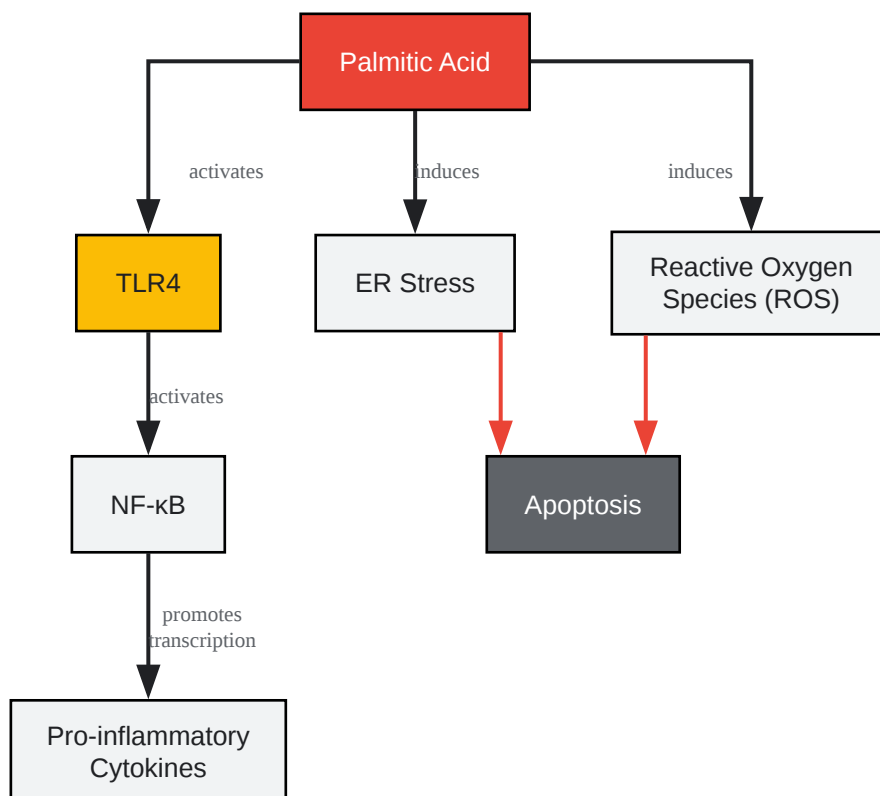 Palmitic Acid
activates
induces
induces
TLR4
ER Stress
Reactive Oxygen
Species (ROS)
activates
NF-κB
Apoptosis
promotes
transcription
Pro-inflammatory
Cytokines